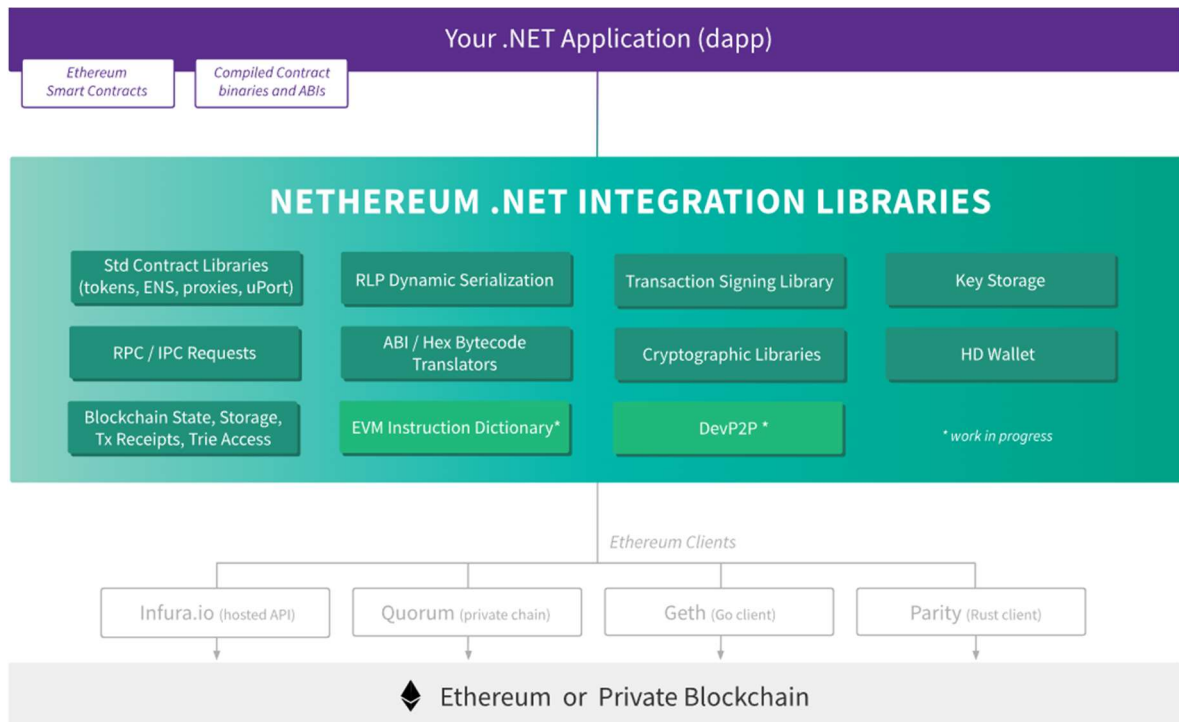 Your .NET Application (dapp)
Ethereum
Smart Contracts
Compiled Contract
binaries and ABIs
NETHEREUM .NET INTEGRATION LIBRARIES
Std Contract Libraries
(tokens, ENS, proxies, uPort)
RLP Dynamic Serialization
Transaction Signing Library
Key Storage
RPC / IPC Requests
ABI / Hex Bytecode
Translators
Cryptographic Libraries
HD Wallet
Blockchain State, Storage,
Tx Receipts, Trie Access
EVM Instruction Dictionary*
DevP2P *
* work in progress
Ethereum Clients
Infura.io (hosted API)
Quorum (private chain)
Geth (Go client)
Parity (Rust client)
Ethereum or Private Blockchain